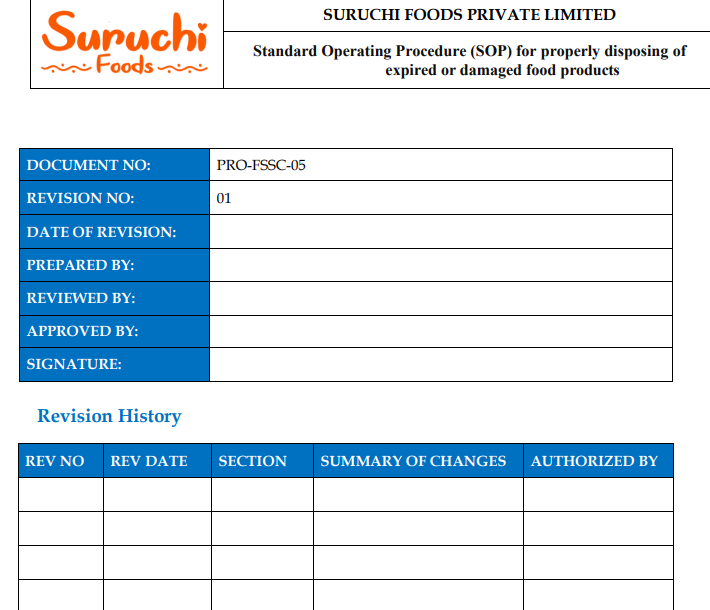 Suruchi
Foods
SURUCHI FOODS PRIVATE LIMITED
Standard Operating Procedure (SOP) for properly disposing of
expired or damaged food products
DOCUMENT NO: PRO-FSSC-05
REVISION NO: 01
DATE OF REVISION:
PREPARED BY:
REVIEWED BY:
APPROVED BY:
SIGNATURE:
Revision History
REV NO REV DATE SECTION SUMMARY OF CHANGES AUTHORIZED BY